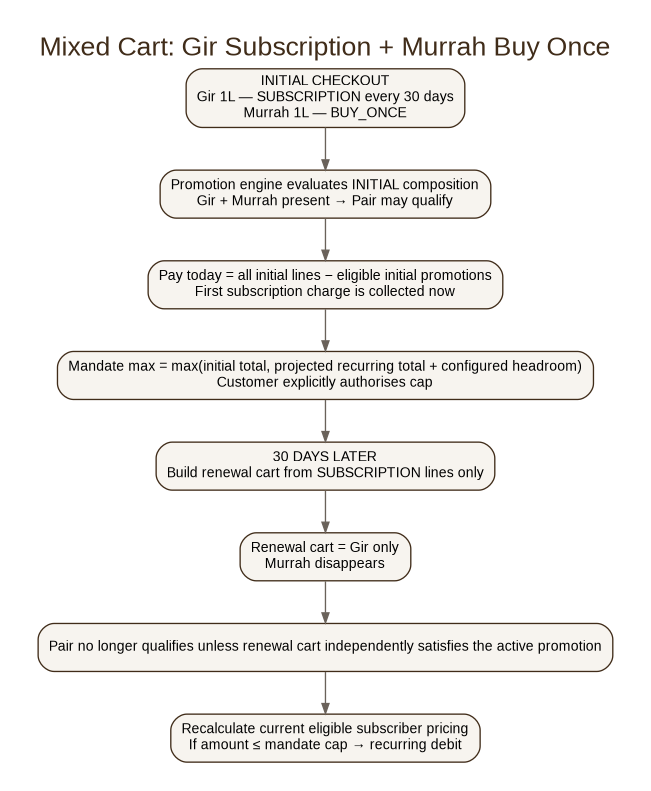 Mixed Cart: Gir Subscription + Murrah Buy Once
INITIAL CHECKOUT
Gir 1L — SUBSCRIPTION every 30 days
Murrah 1L — BUY_ONCE
Promotion engine evaluates INITIAL composition
Gir + Murrah present → Pair may qualify
Pay today = all initial lines − eligible initial promotions
First subscription charge is collected now
Mandate max = max(initial total, projected recurring total + configured headroom)
Customer explicitly authorises cap
30 DAYS LATER
Build renewal cart from SUBSCRIPTION lines only
Renewal cart = Gir only
Murrah disappears
Pair no longer qualifies unless renewal cart independently satisfies the active promotion
Recalculate current eligible subscriber pricing
If amount ≤ mandate cap → recurring debit